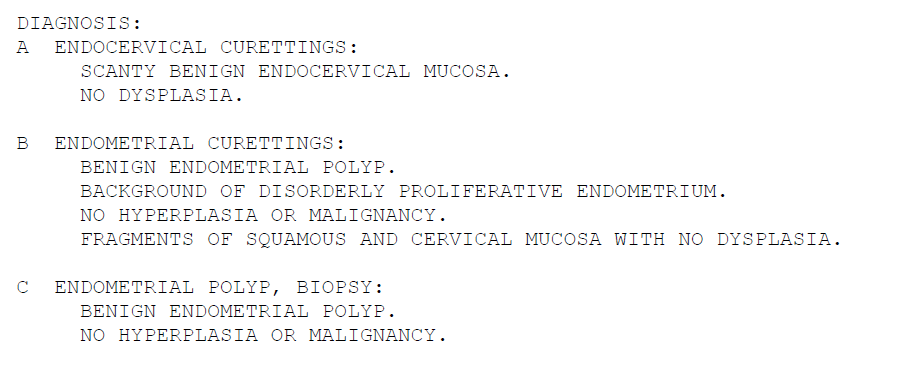 DIAGNOSIS:
A ENDOCERVICAL CURETTINGS:
SCANTY BENIGN ENDOCERVICAL MUCOSA.
NO DYSPLASIA.
B ENDOMETRIAL CURETTINGS:
BENIGN ENDOMETRIAL POLYP.
BACKGROUND OF DISORDERLY PROLIFERATIVE ENDOMETRIUM.
NO HYPERPLASIA OR MALIGNANCY.
FRAGMENTS OF SQUAMOUS AND CERVICAL MUCOSA WITH NO DYSPLASIA.
C ENDOMETRIAL POLYP, BIOPSY:
BENIGN ENDOMETRIAL POLYP.
NO HYPERPLASIA OR MALIGNANCY.